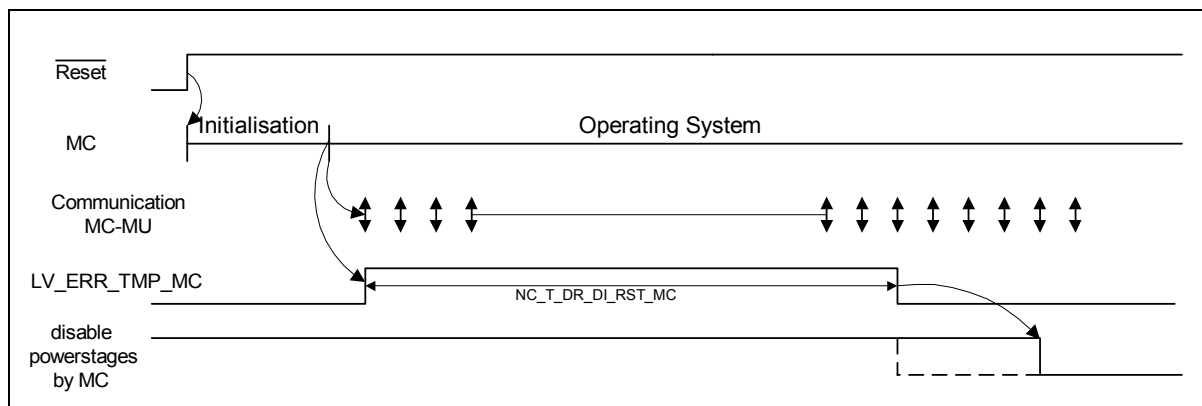 Reset
Initialisation
Operating System
MC
Communication
MC-MU
LV_ERR_TMP_MC
NC_T_DR_DI_RST_MC
disable
powerstages
by MC